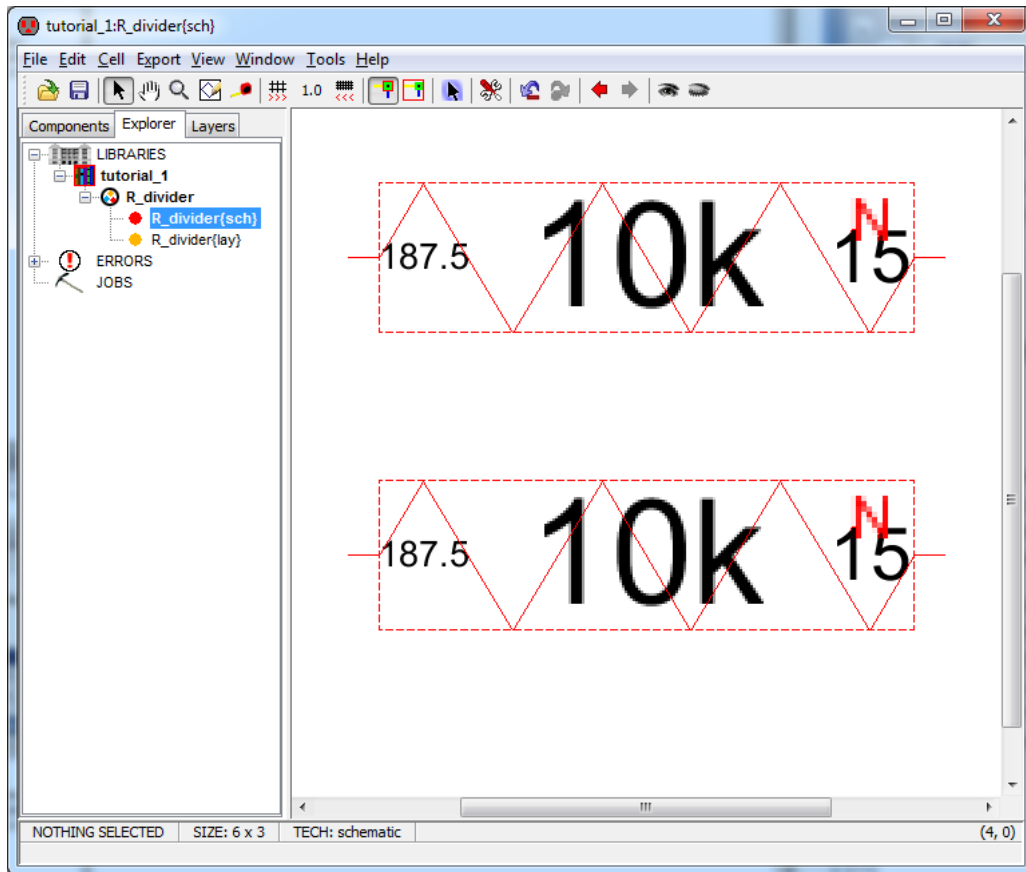 tutorial_1:R_divider{sch}
File Edit Cell Export View Window Tools Help
1.0
Components Explorer Layers
LIBRARIES
tutorial_1
R_divider
R_divider{sch}
R_divider{lay}
ERRORS
JOBS
187.5 10k N 15
187.5 10k N 15
NOTHING SELECTED SIZE: 6 x 3 TECH: schematic (4, 0)